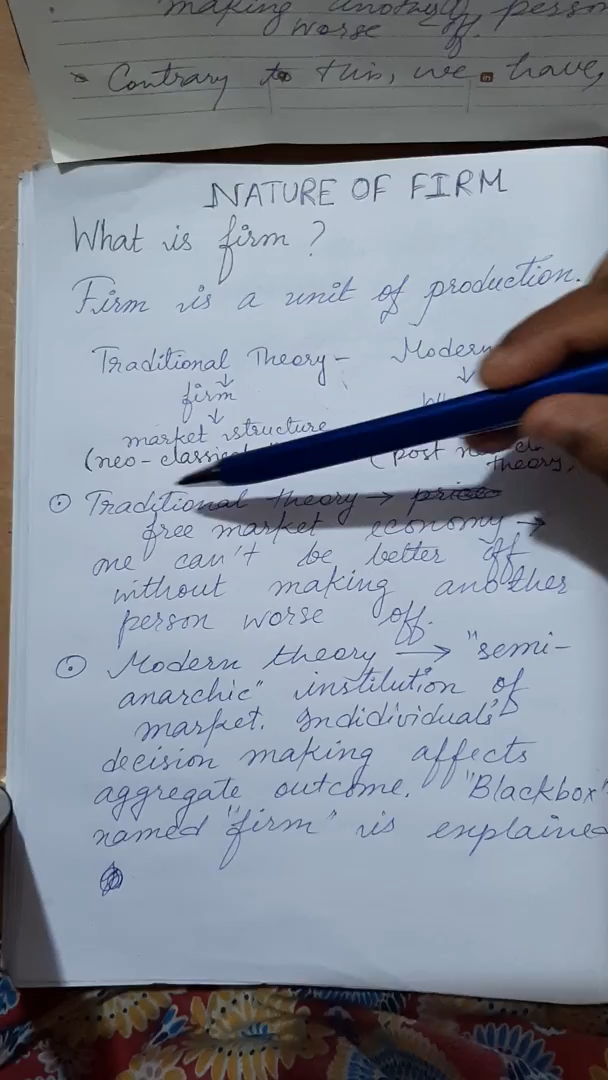 making another person
worse off.
Contrary to this, we have,
NATURE OF FIRM
What is firm ?
Firm is a unit of production.
Traditional Theory – Modern
↓ ↓
firm
↓
market structure
(neo-classical (post
theory)
⊙ Traditional theory →
free market economy →
one can't be better off
without making another
person worse off.
⊙ Modern theory → "semi-
anarchic" institution of
market. Indidividuals'
decision making affects
aggregate outcome. "Blackbox"
named "firm" is explained